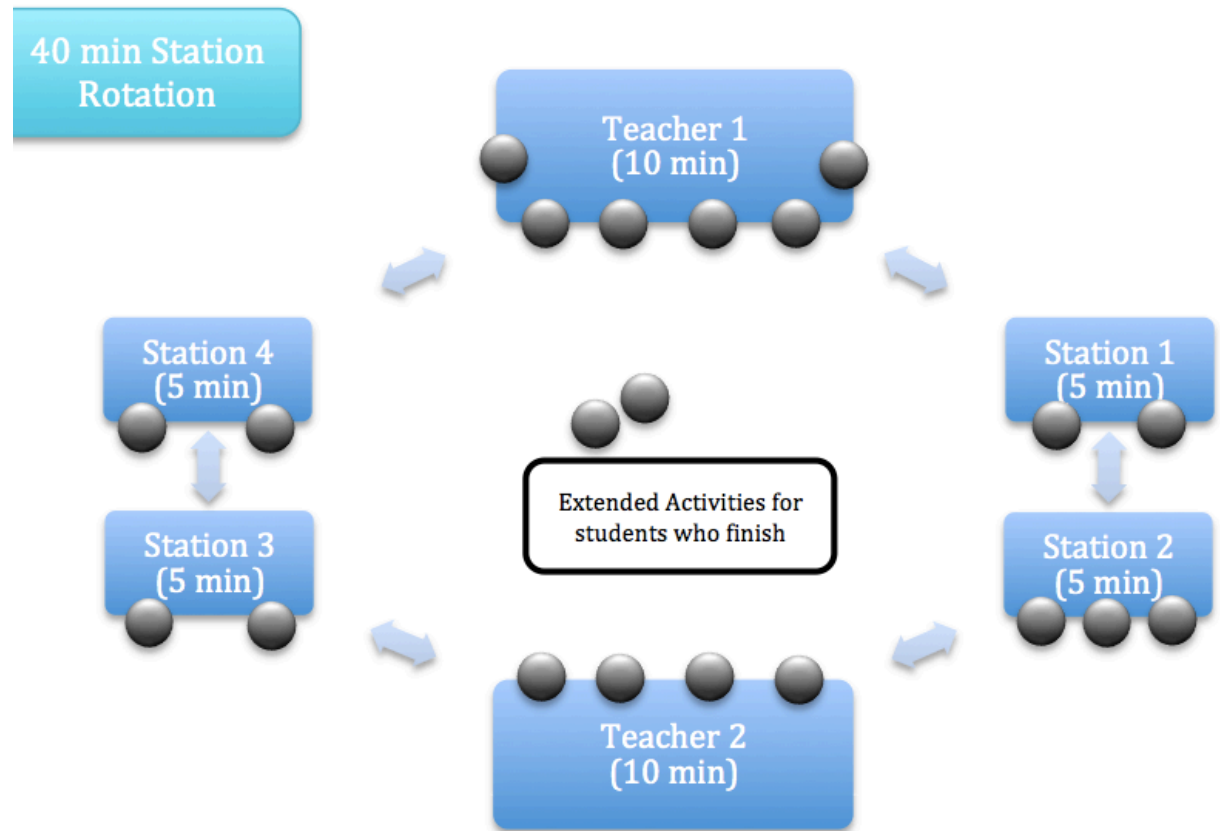 40 min Station
Rotation
Teacher 1
(10 min)
Station 4
(5 min)
Station 1
(5 min)
Extended Activities for
students who finish
Station 3
(5 min)
Station 2
(5 min)
Teacher 2
(10 min)